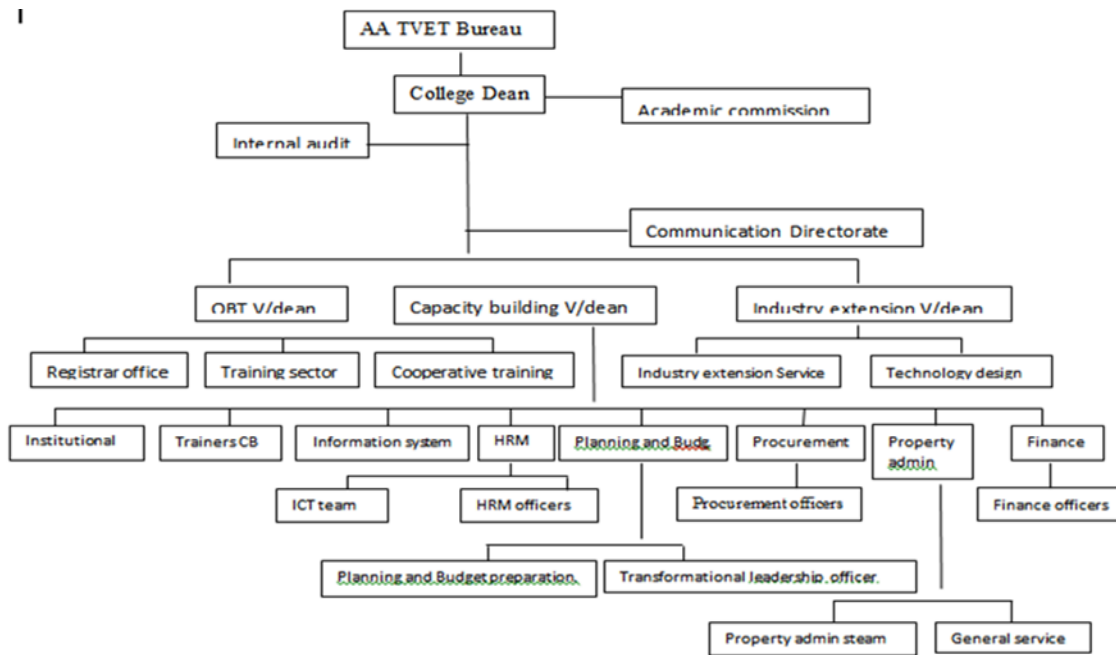 AA TVET Bureau
College Dean
Academic commission
Internal audit
Communication Directorate
OBT V/dean
Capacity building V/dean
Industry extension V/dean
Registrar office
Training sector
Cooperative training
Industry extension Service
Technology design
Institutional
Trainers CB
Information system
HRM
Planning and Budg
Procurement
Property
admin
Finance
ICT team
HRM officers
Procurement officers
Finance officers
Planning and Budget preparation.
Transformational leadership officer
Property admin steam
General service